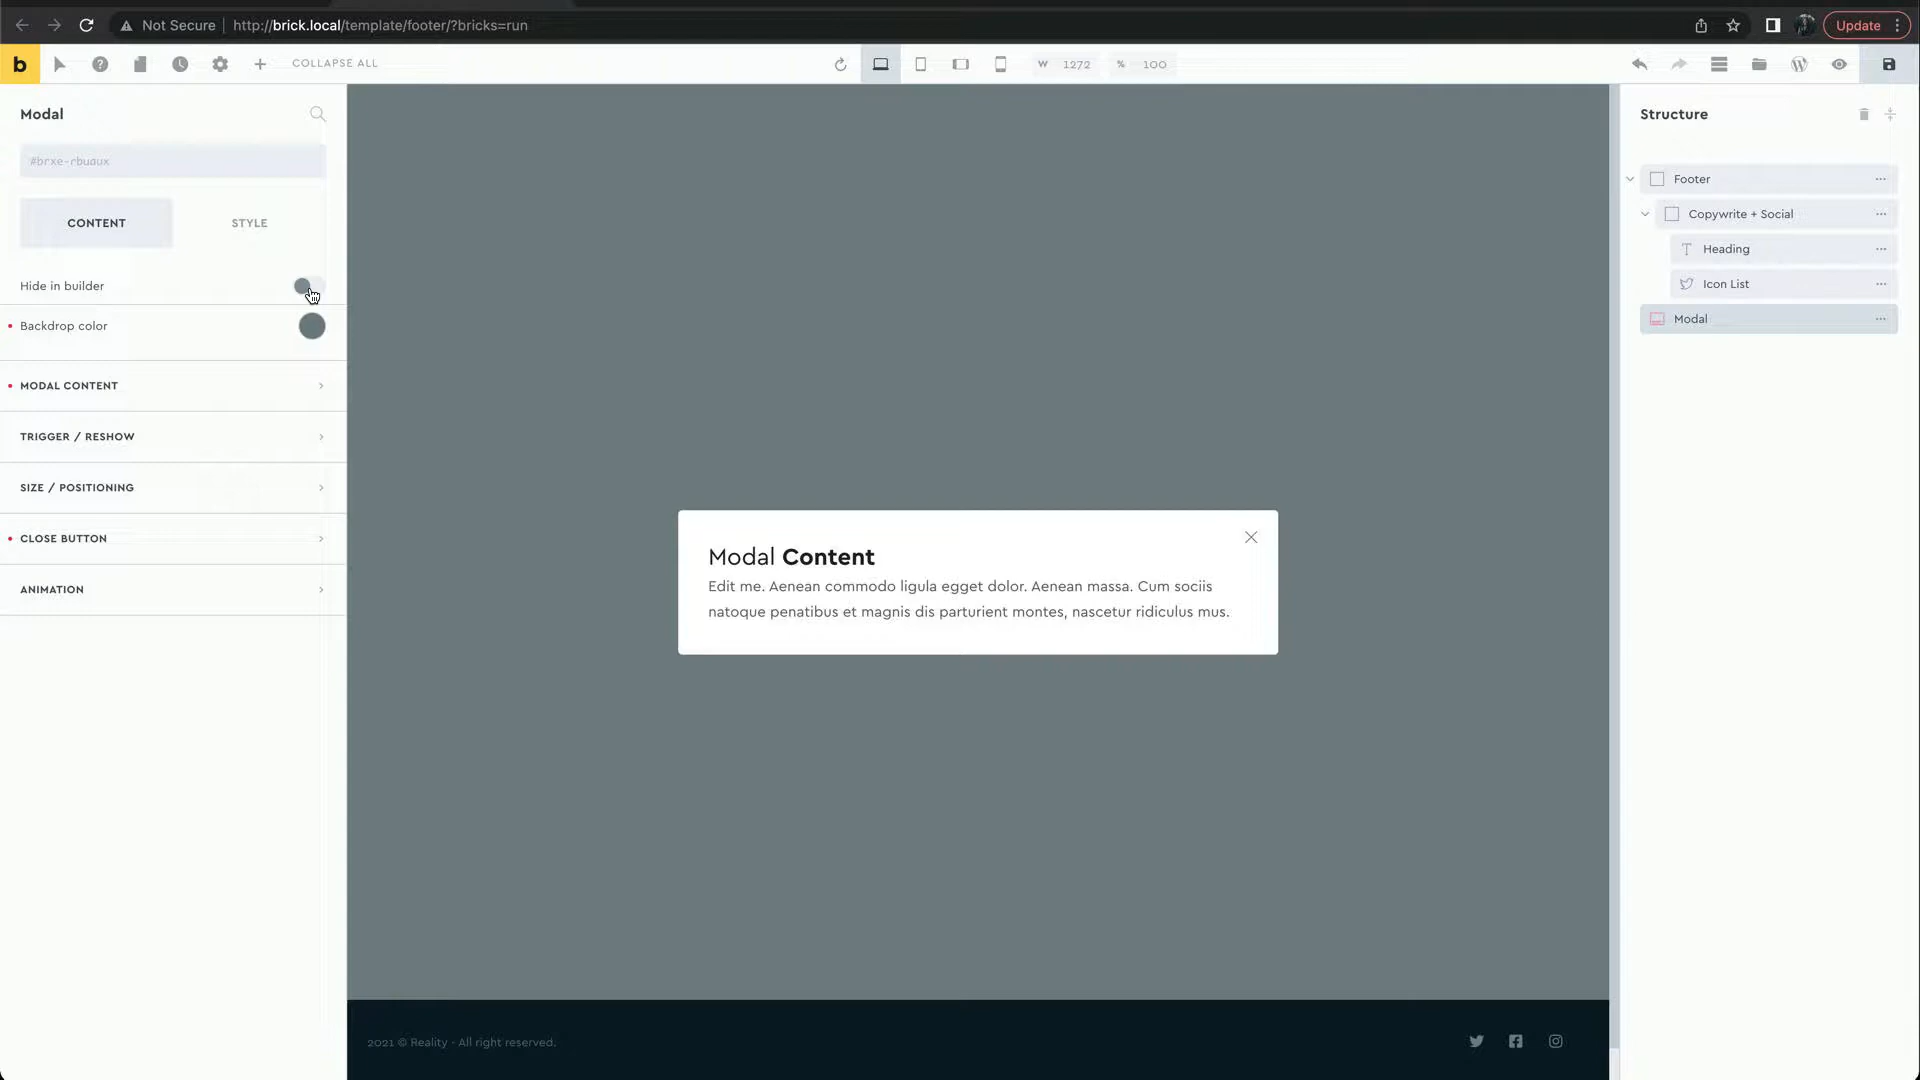 Not Secure
http://brick.local/template/footer/?bricks=run
Update
b
COLLAPSE ALL
W 1272
% 100
Modal
#brxe-rbuaux
CONTENT
STYLE
Hide in builder
Backdrop color
MODAL CONTENT
TRIGGER / RESHOW
SIZE / POSITIONING
CLOSE BUTTON
ANIMATION
Modal Content
Edit me. Aenean commodo ligula egget dolor. Aenean massa. Cum sociis
natoque penatibus et magnis dis parturient montes, nascetur ridiculus mus.
2021 © Reality - All right reserved.
Structure
Footer
Copywrite + Social
Heading
Icon List
Modal